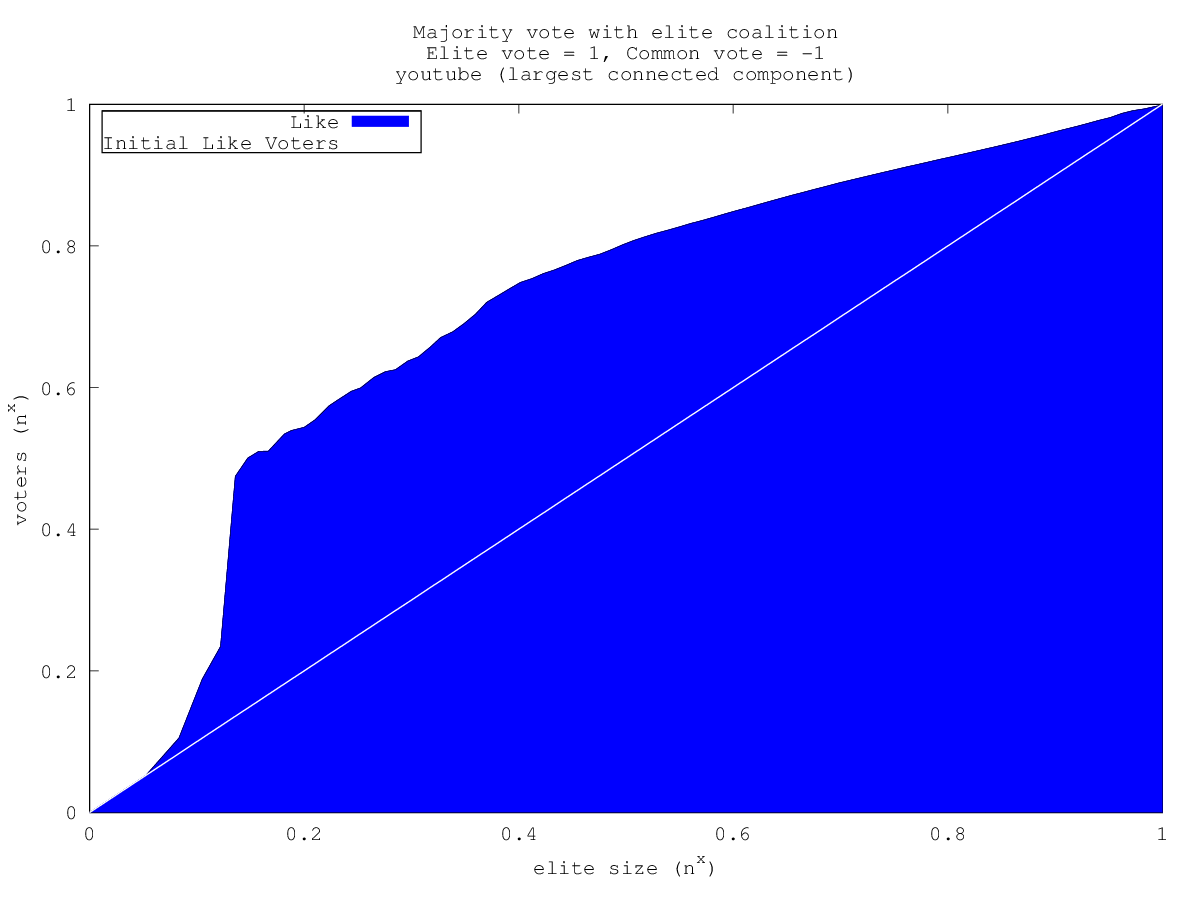 Majority vote with elite coalition
Elite vote = 1, Common vote = -1
youtube (largest connected component)
Like
Initial Like Voters
1
0.8
0.6
0.4
0.2
0
voters (n^x)
0 0.2 0.4 0.6 0.8 1
elite size (n^x)